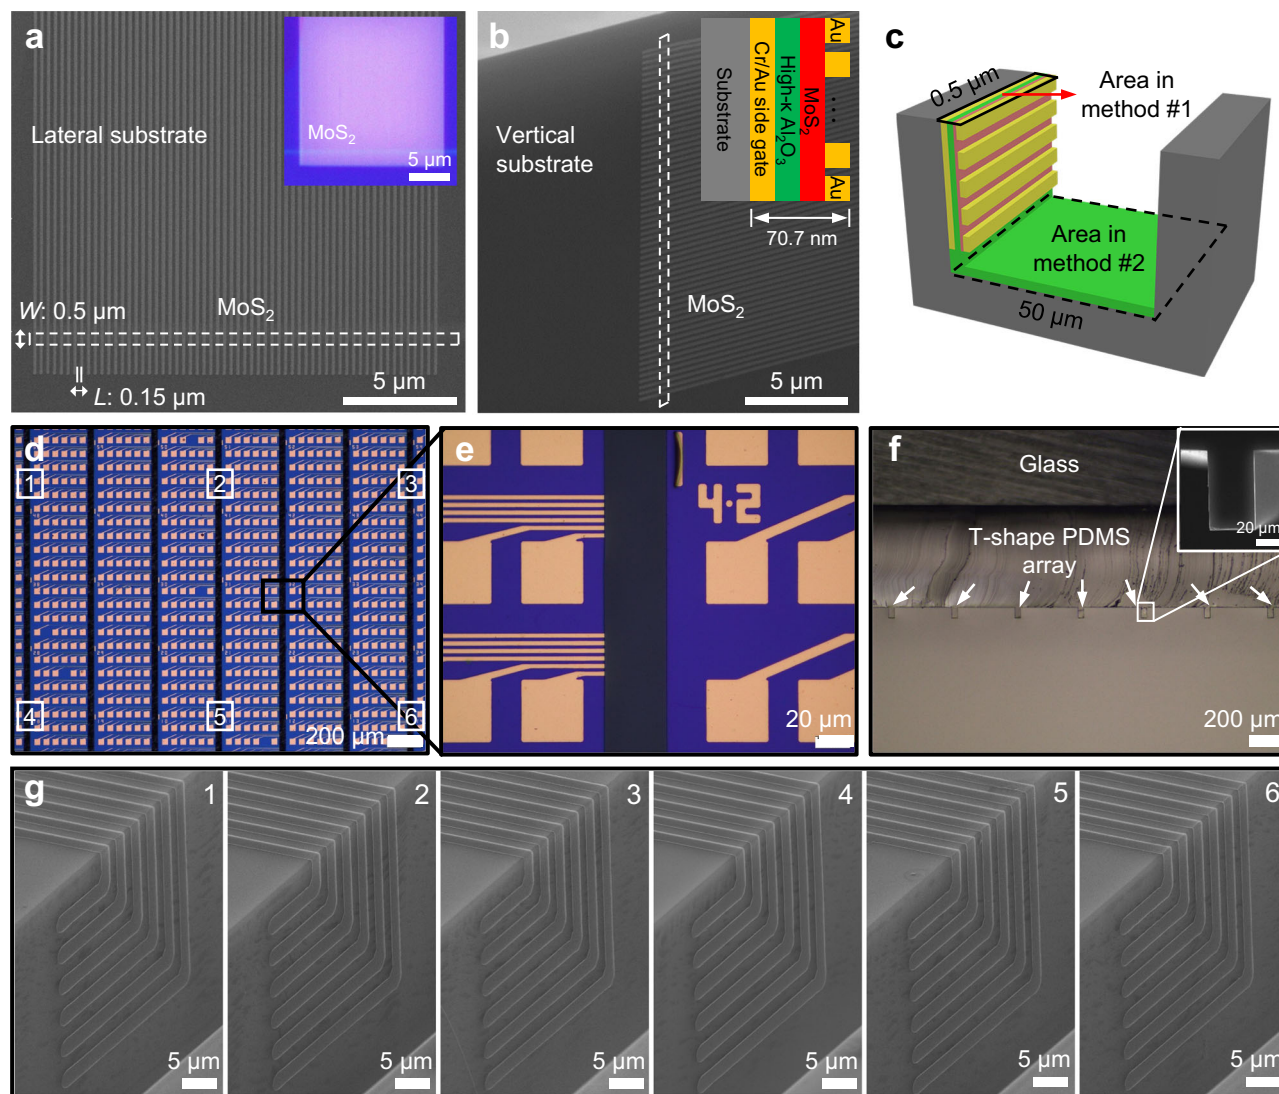 a
Lateral substrate
MoS₂
5 µm
MoS₂
W: 0.5 µm
L: 0.15 µm
5 µm
b
Vertical
substrate
Substrate
Cr/Au side gate
High-κ Al₂O₃
MoS₂
Au
Au
70.7 nm
MoS₂
5 µm
c
0.5 µm
Area in
method #1
Area in
method #2
50 µm
d
1
2
3
4
5
6
200 µm
e
4·2
20 µm
f
Glass
T-shape PDMS
array
20 µm
200 µm
g
1
2
3
4
5
6
5 µm
5 µm
5 µm
5 µm
5 µm
5 µm